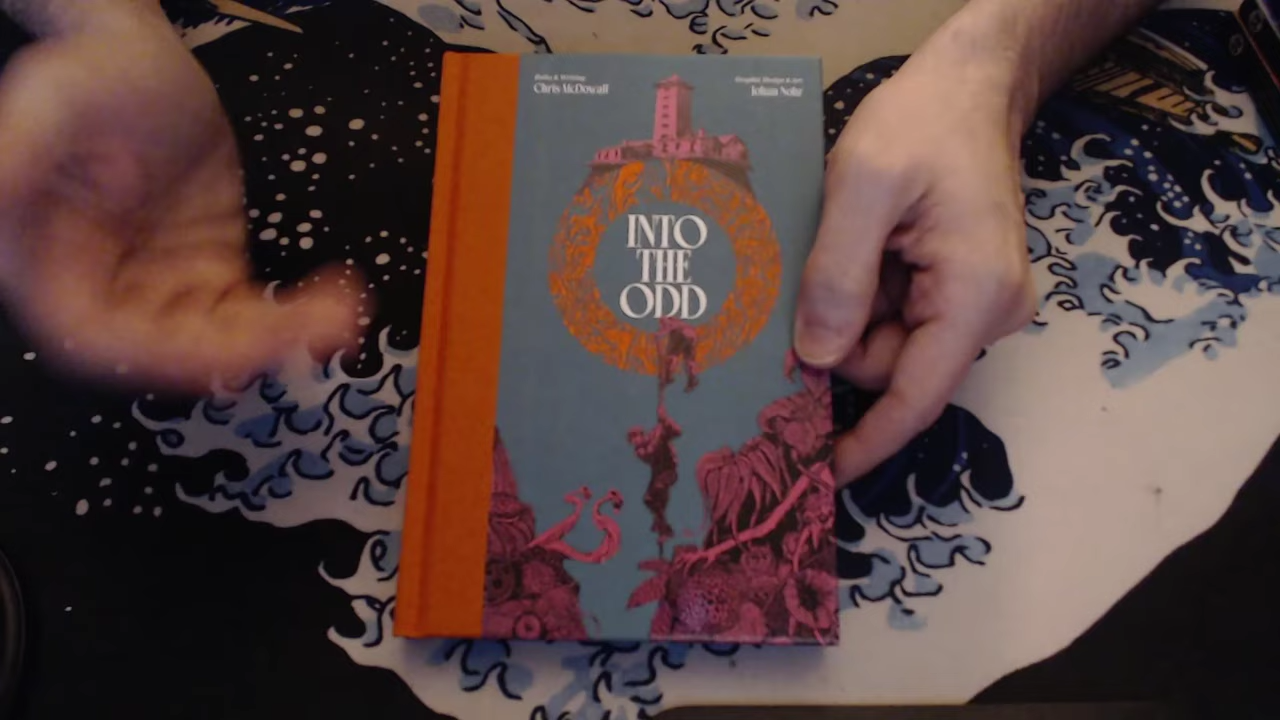 Rules & Writing
Chris McDowall
Graphic Design & Art
Johan Nohr
INTO
THE
ODD